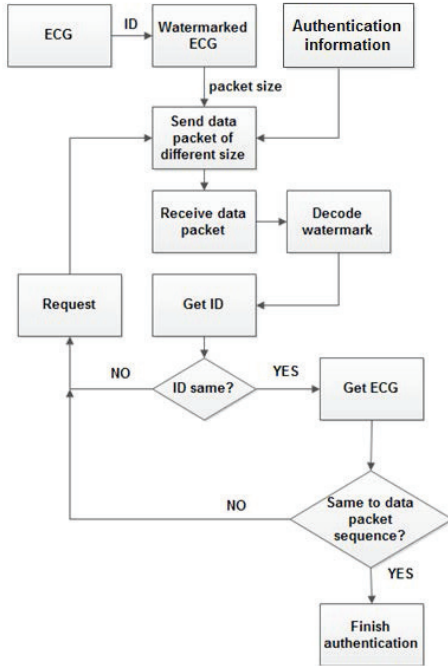 ECG
ID
Watermarked
ECG
Authentication
information
packet size
Send data
packet of
different size
Receive data
packet
Decode
watermark
Request
Get ID
NO
ID same?
YES
Get ECG
NO
Same to data
packet
sequence?
YES
Finish
authentication